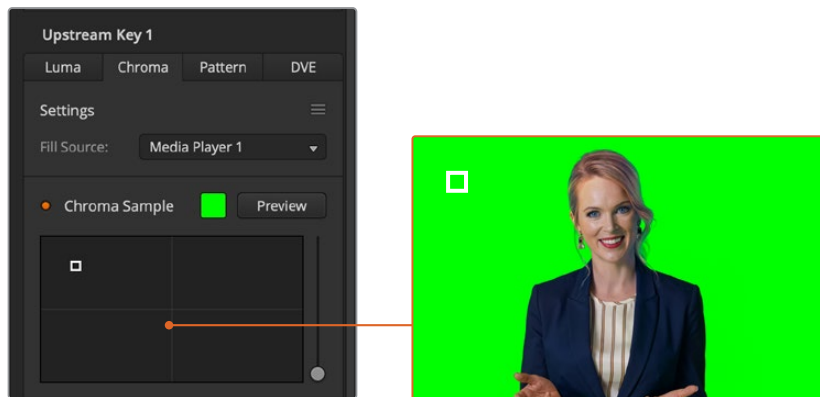 Upstream Key 1
Luma Chroma Pattern DVE
Settings
Fill Source: Media Player 1
Chroma Sample Preview